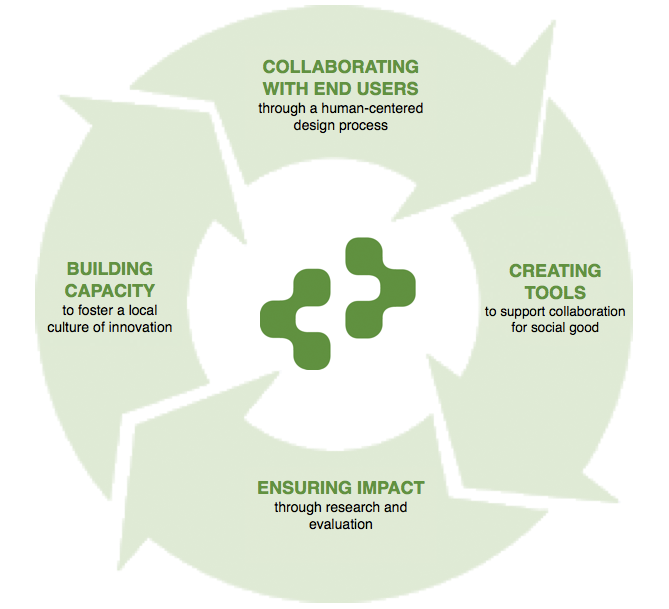 COLLABORATING
WITH END USERS
through a human-centered
design process
CREATING
TOOLS
to support collaboration
for social good
ENSURING IMPACT
through research and
evaluation
BUILDING
CAPACITY
to foster a local
culture of innovation